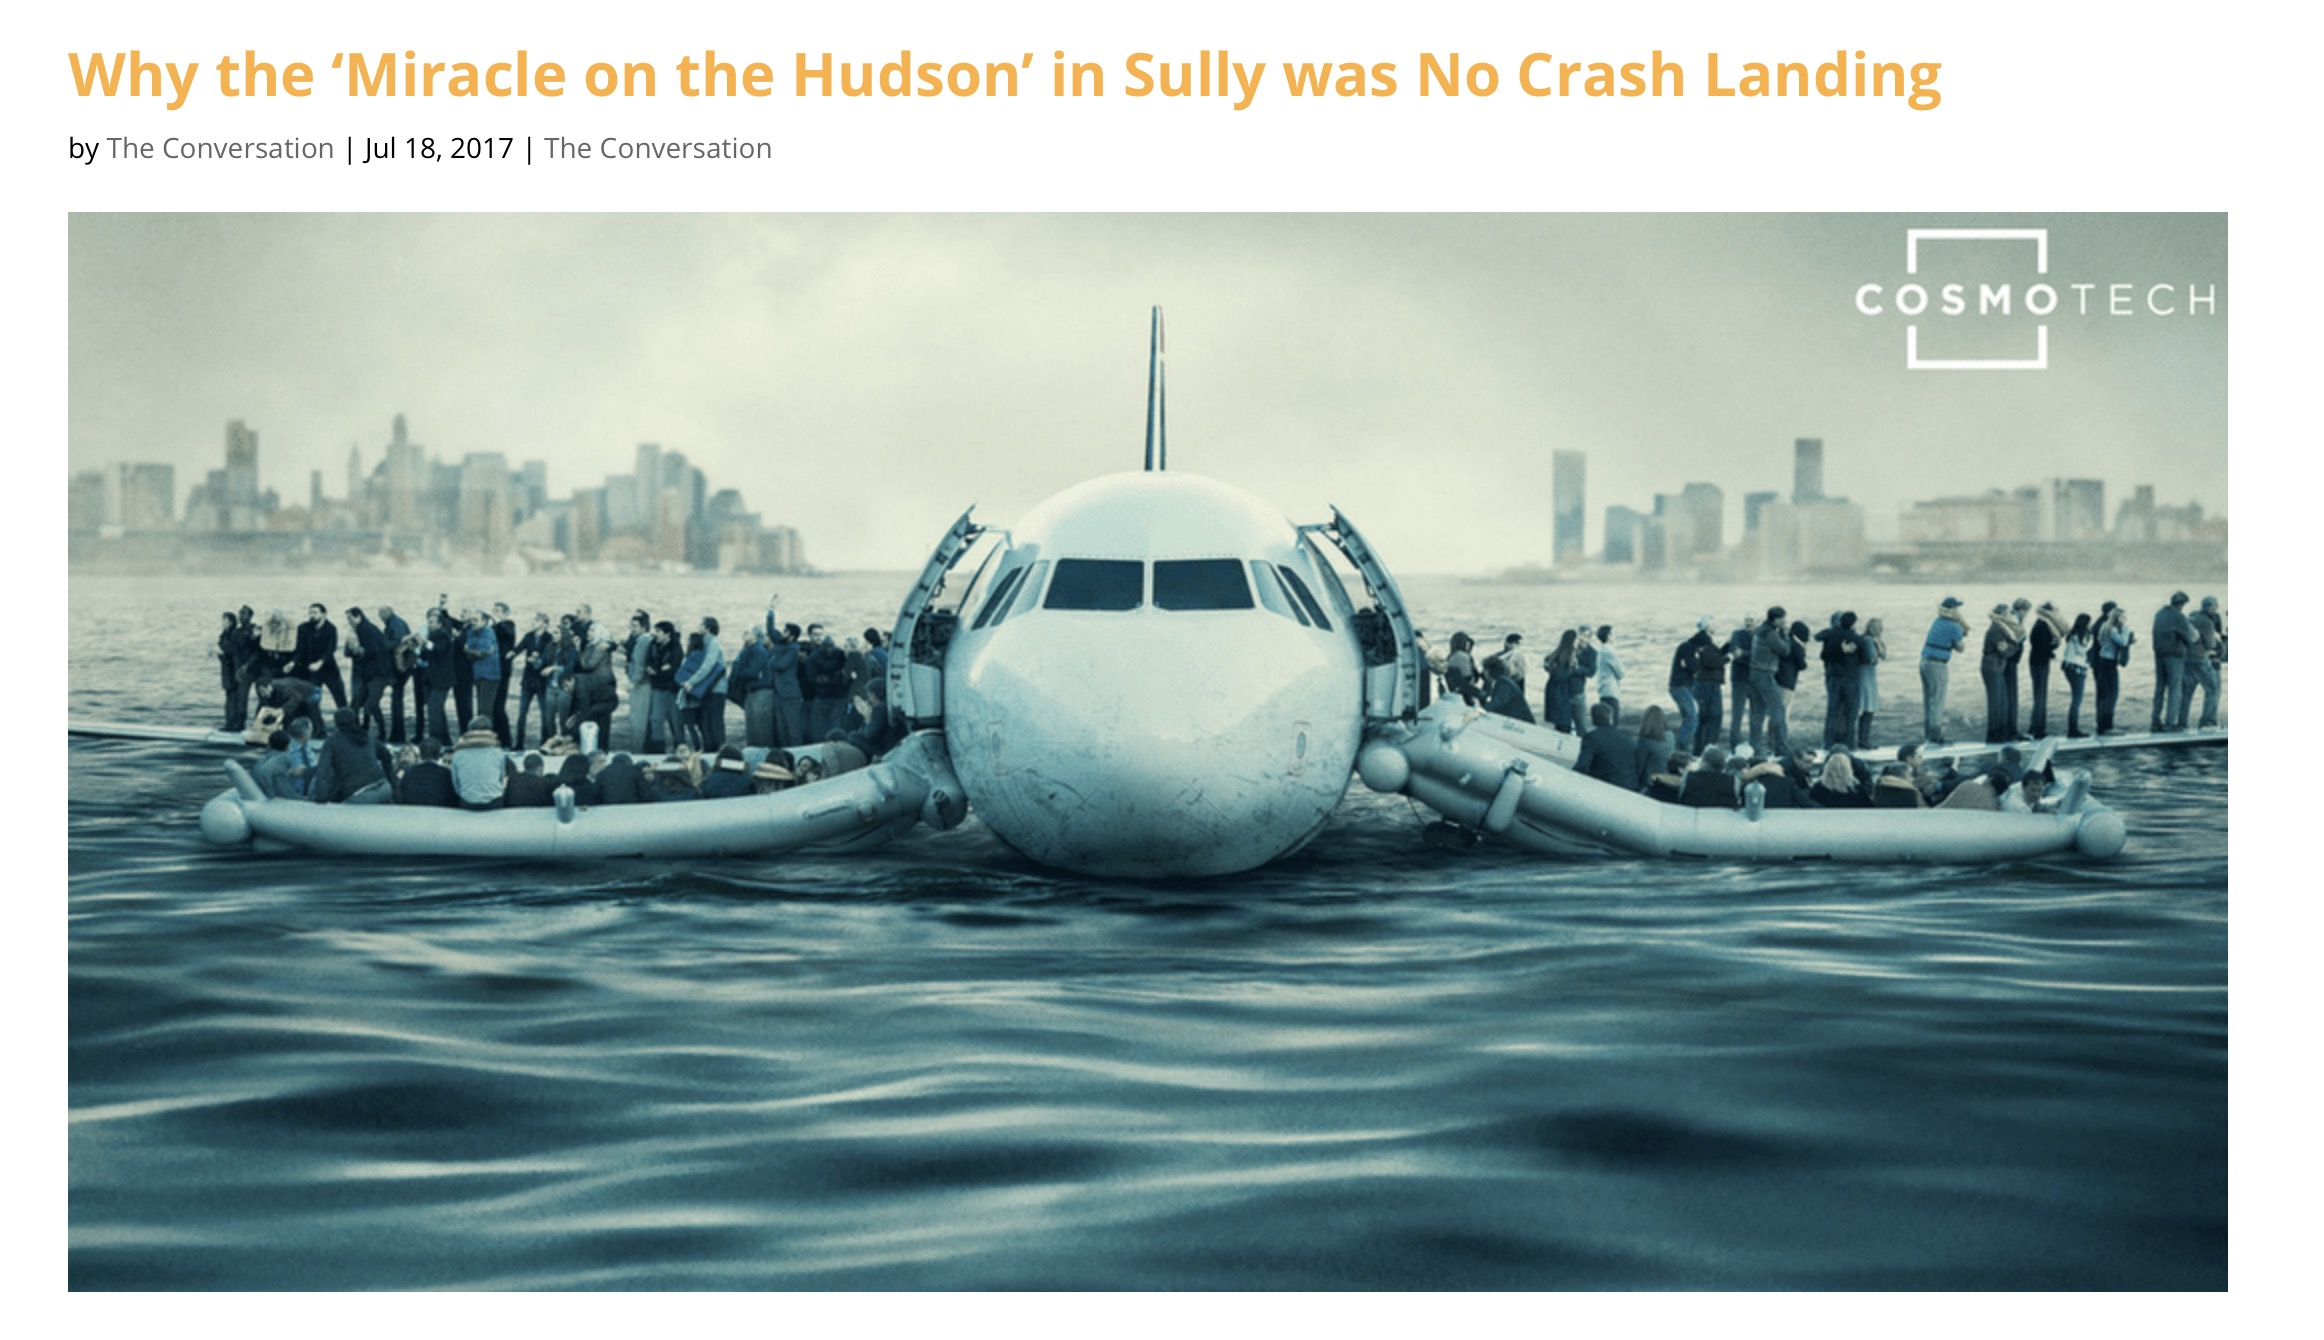 Why the ‘Miracle on the Hudson’ in Sully was No Crash Landing
by The Conversation | Jul 18, 2017 | The Conversation
COSMOTECH